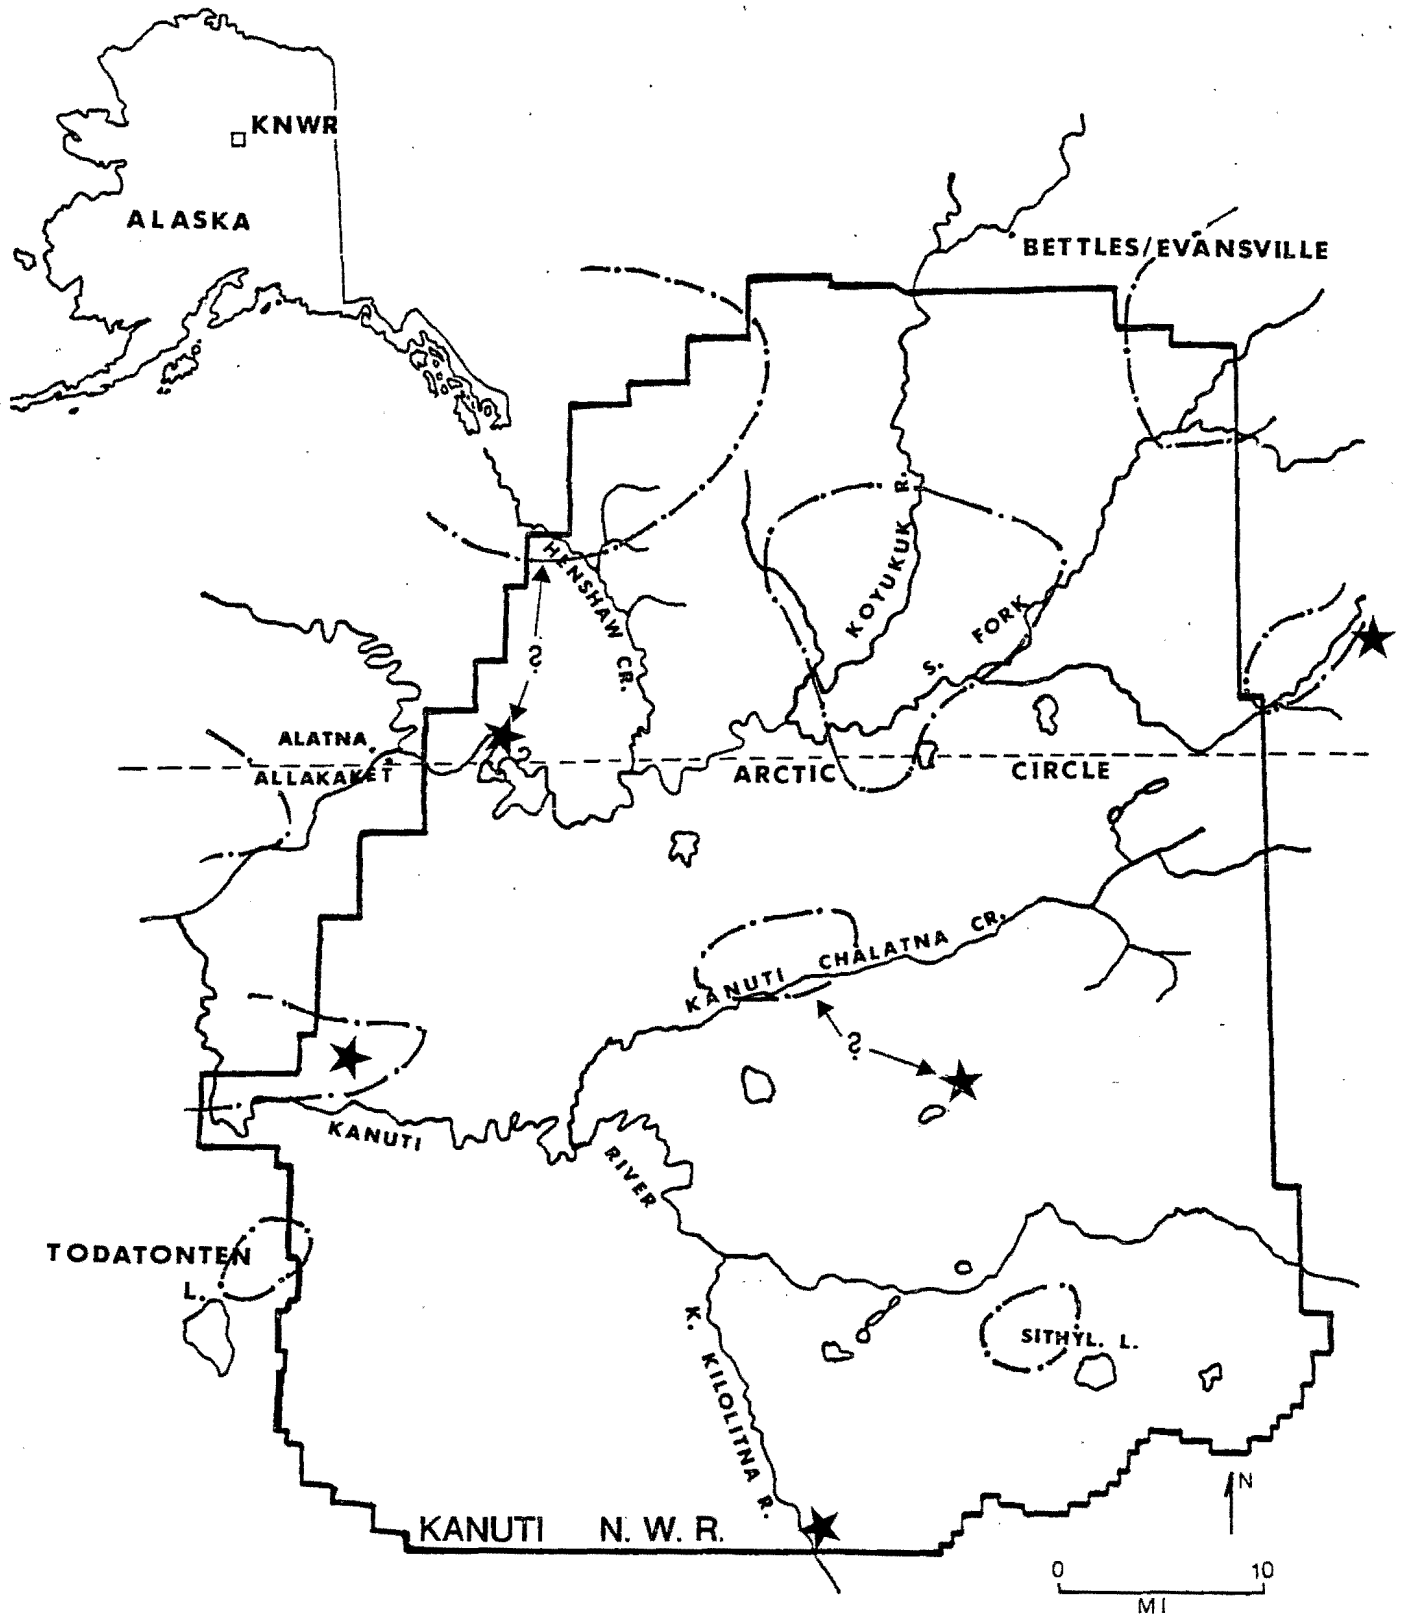 KNWR
ALASKA
BETTLES/EVANSVILLE
HENSHAW CR.
KOYUKUK R.
S. FORK
?
ALATNA
ALLAKAKET
ARCTIC CIRCLE
KANUTI CHALATNA CR.
?
KANUTI RIVER
TODATONTEN
L.
SITHYL. L.
K. KILOLITNA R.
KANUTI N. W. R.
N
0 10
MI